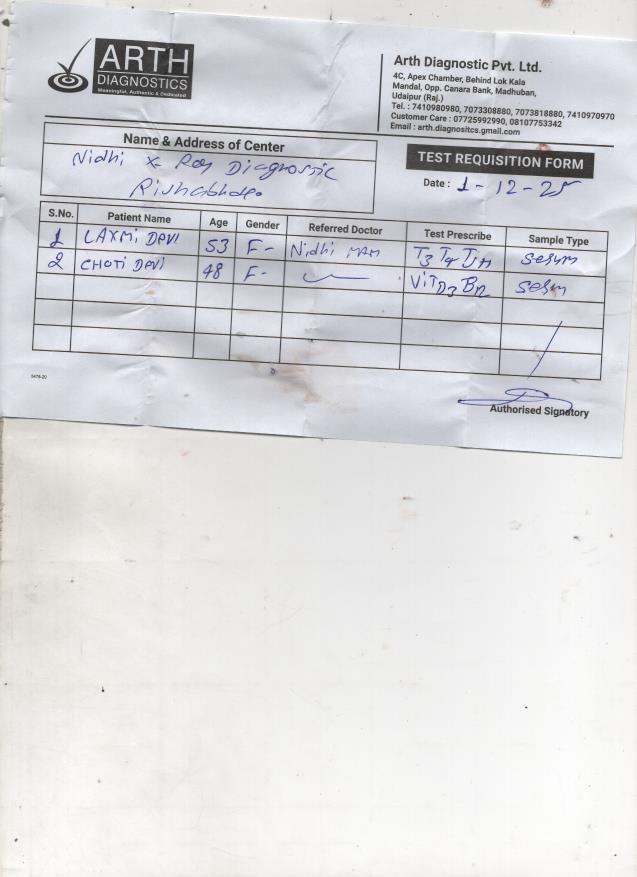 ARTH
DIAGNOSTICS
Meaningful, Authentic & Dedicated
Arth Diagnostic Pvt. Ltd.
4C, Apex Chamber, Behind Lok Kala
Mandal, Opp. Canara Bank, Madhuban,
Udaipur (Raj.)
Tel. : 7410980980, 7073308880, 7073818880, 7410970970
Customer Care : 07725992990, 08107753342
Email : arth.diagnositcs.gmail.com
Name & Address of Center
Nidhi X Ray Diagnostic
Rishabhdeo
TEST REQUISITION FORM
Date : 1-12-25
S.No. Patient Name Age Gender Referred Doctor Test Prescribe Sample Type
1 LAXMI DEVI 53 F- Nidhi MAM T3 T4 TSH serum
2 CHOTI DEVI 48 F- VIT D3 B12 serum
Authorised Signatory